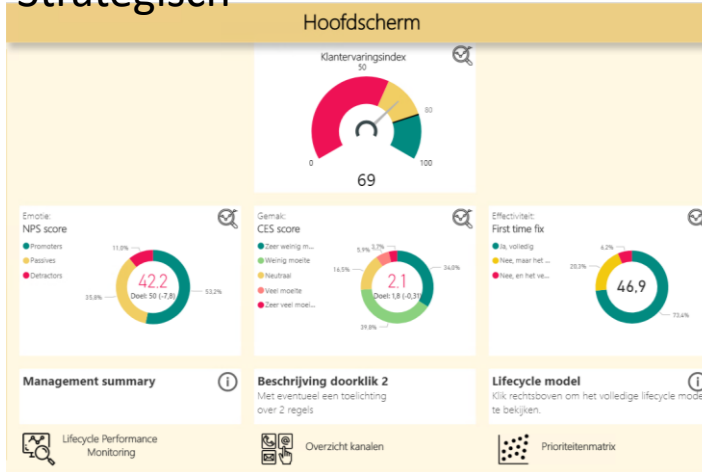 Strategisch
Hoofdscherm
Klantervaringsindex
50
80
0
100
69
Emotie:
NPS score
Promoters
Passives
Detractors
11,0%
53,2%
35,8%
42.2
Doel: 50 (-7,8)
Gemak:
CES score
Zeer weinig m...
Weinig moeite
Neutraal
Veel moeite
Zeer veel moei...
5,9%
3,7%
16,5%
34,0%
39,8%
2.1
Doel: 1,8 (-0,31)
Effectiviteit:
First time fix
Ja, volledig
Nee, maar het ...
Nee, en het ve...
6,2%
20,3%
73,4%
46,9
Management summary
Beschrijving doorklik 2
Met eventueel een toelichting
over 2 regels
Lifecycle model
Klik rechtsboven om het volledige lifecycle mode
te bekijken.
Lifecycle Performance
Monitoring
Overzicht kanalen
Prioriteitenmatrix